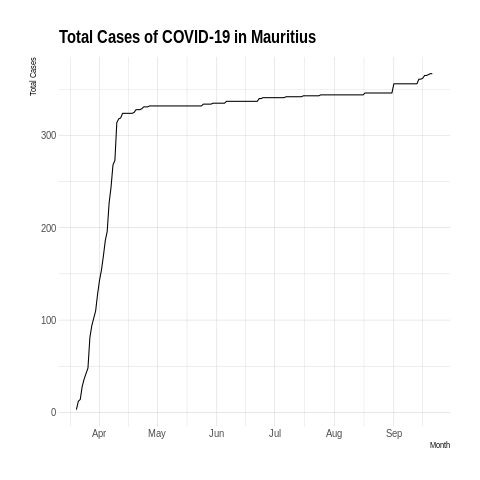 Total Cases of COVID-19 in Mauritius
Total Cases
300
200
100
0
Apr May Jun Jul Aug Sep
Month